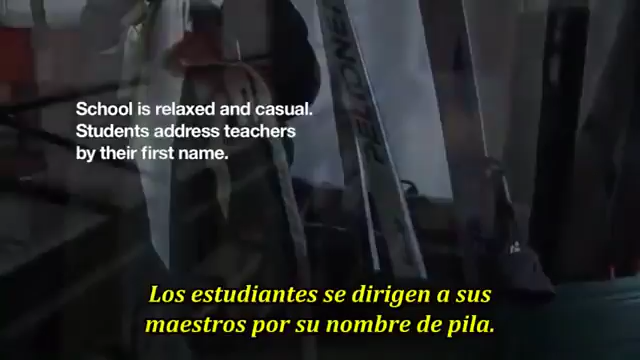 School is relaxed and casual.
Students address teachers
by their first name.
PELTONEN
Los estudiantes se dirigen a sus
maestros por su nombre de pila.